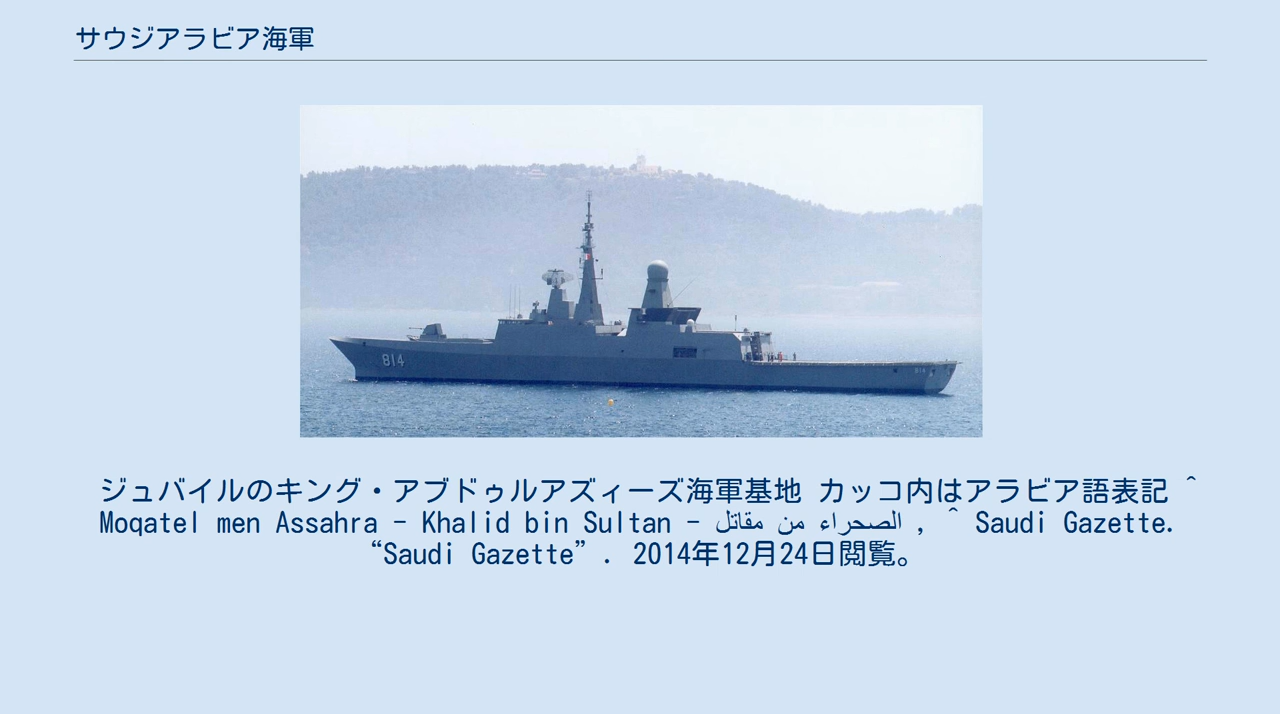 サウジアラビア海軍
814
814
ジュバイルのキング・アブドゥルアズィーズ海軍基地 カッコ内はアラビア語表記 ^
Moqatel men Assahra - Khalid bin Sultan - الصحراء من مقاتل , ^ Saudi Gazette.
“Saudi Gazette”. 2014年12月24日閲覧。